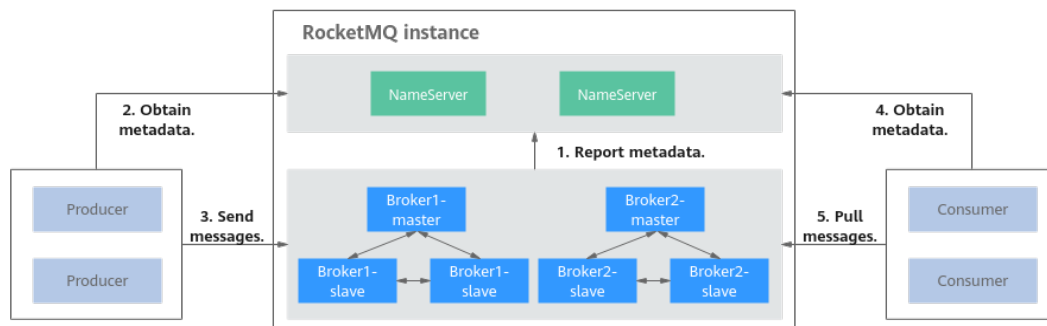 RocketMQ instance
NameServer
NameServer
2. Obtain
metadata.
4. Obtain
metadata.
1. Report metadata.
Producer
Producer
3. Send
messages.
Broker1-
master
Broker2-
master
Broker1-
slave
Broker1-
slave
Broker2-
slave
Broker2-
slave
5. Pull
messages.
Consumer
Consumer